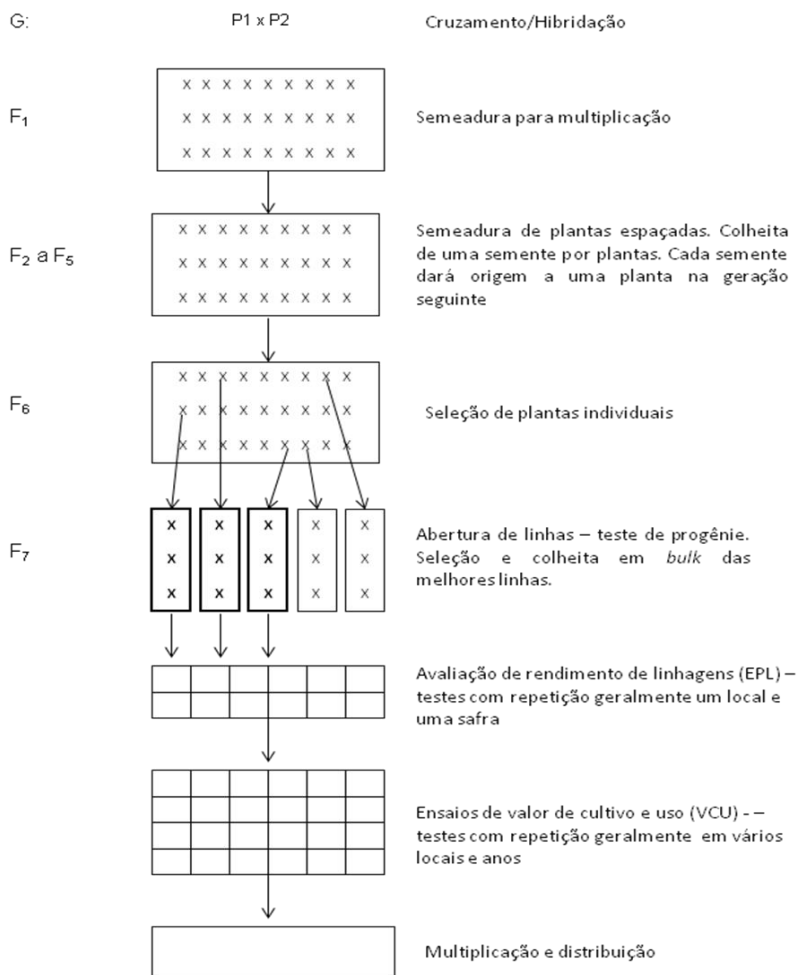 G: P1 x P2 Cruzamento/Hibridação
x x x x x x x x x
F1 x x x x x x x x x Semeadura para multiplicação
x x x x x x x x x
x x x x x x x x x Semeadura de plantas espaçadas. Colheita
F2 a F5 x x x x x x x x x de uma semente por plantas. Cada semente
dará origem a uma planta na geração
x x x x x x x x x seguinte
x x x x x x x x x
F6 x x x x x x x x x Seleção de plantas individuais
x x x x x x x x x
x x x x x Abertura de linhas – teste de progênie.
F7 x x x x x Seleção e colheita em bulk das
x x x x x melhores linhas.
Avaliação de rendimento de linhagens (EPL) –
testes com repetição geralmente um local e
uma safra
Ensaios de valor de cultivo e uso (VCU) - –
testes com repetição geralmente em vários
locais e anos
Multiplicação e distribuição